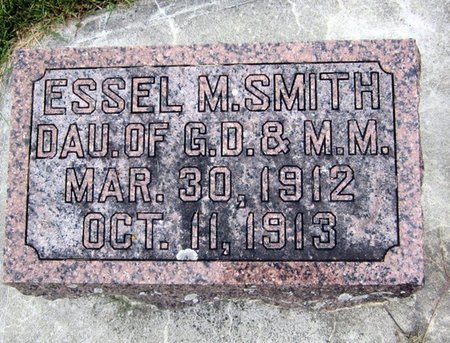 ESSEL M. SMITH
DAU. OF G.D. & M.M.
MAR. 30, 1912
OCT. 11, 1913